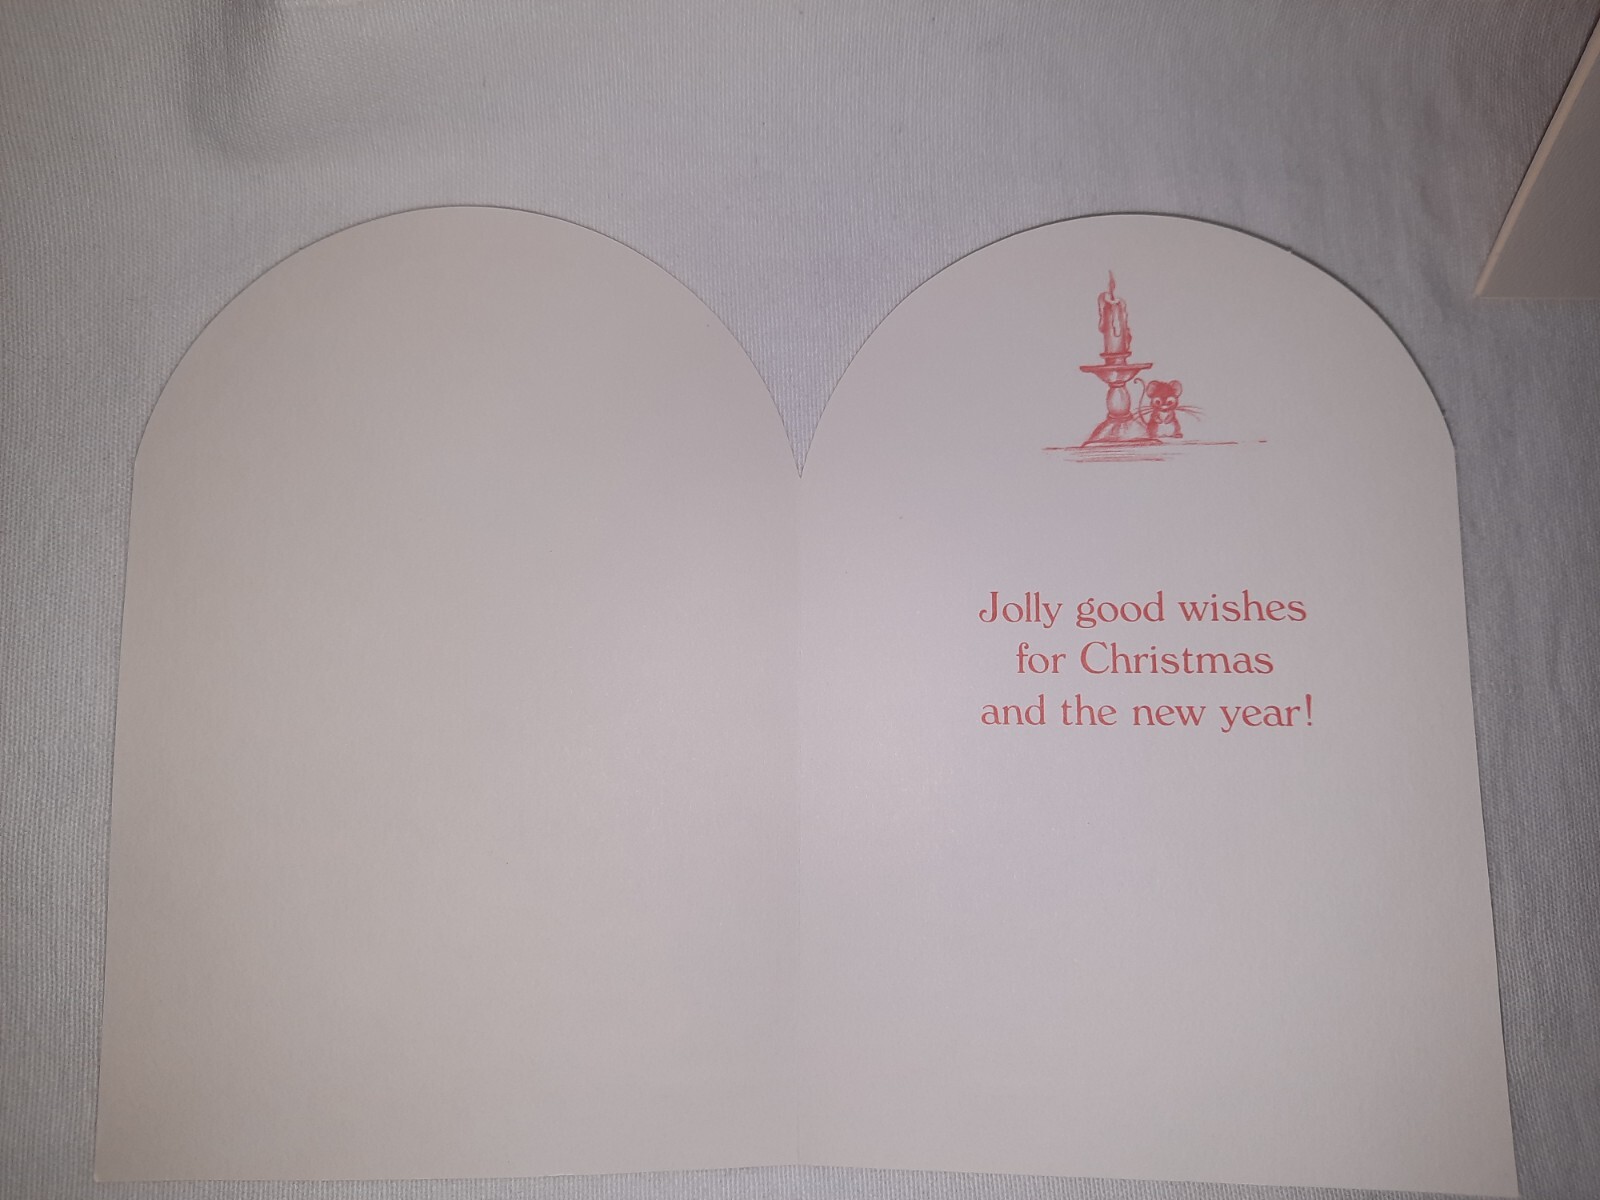 Jolly good wishes
for Christmas
and the new year!